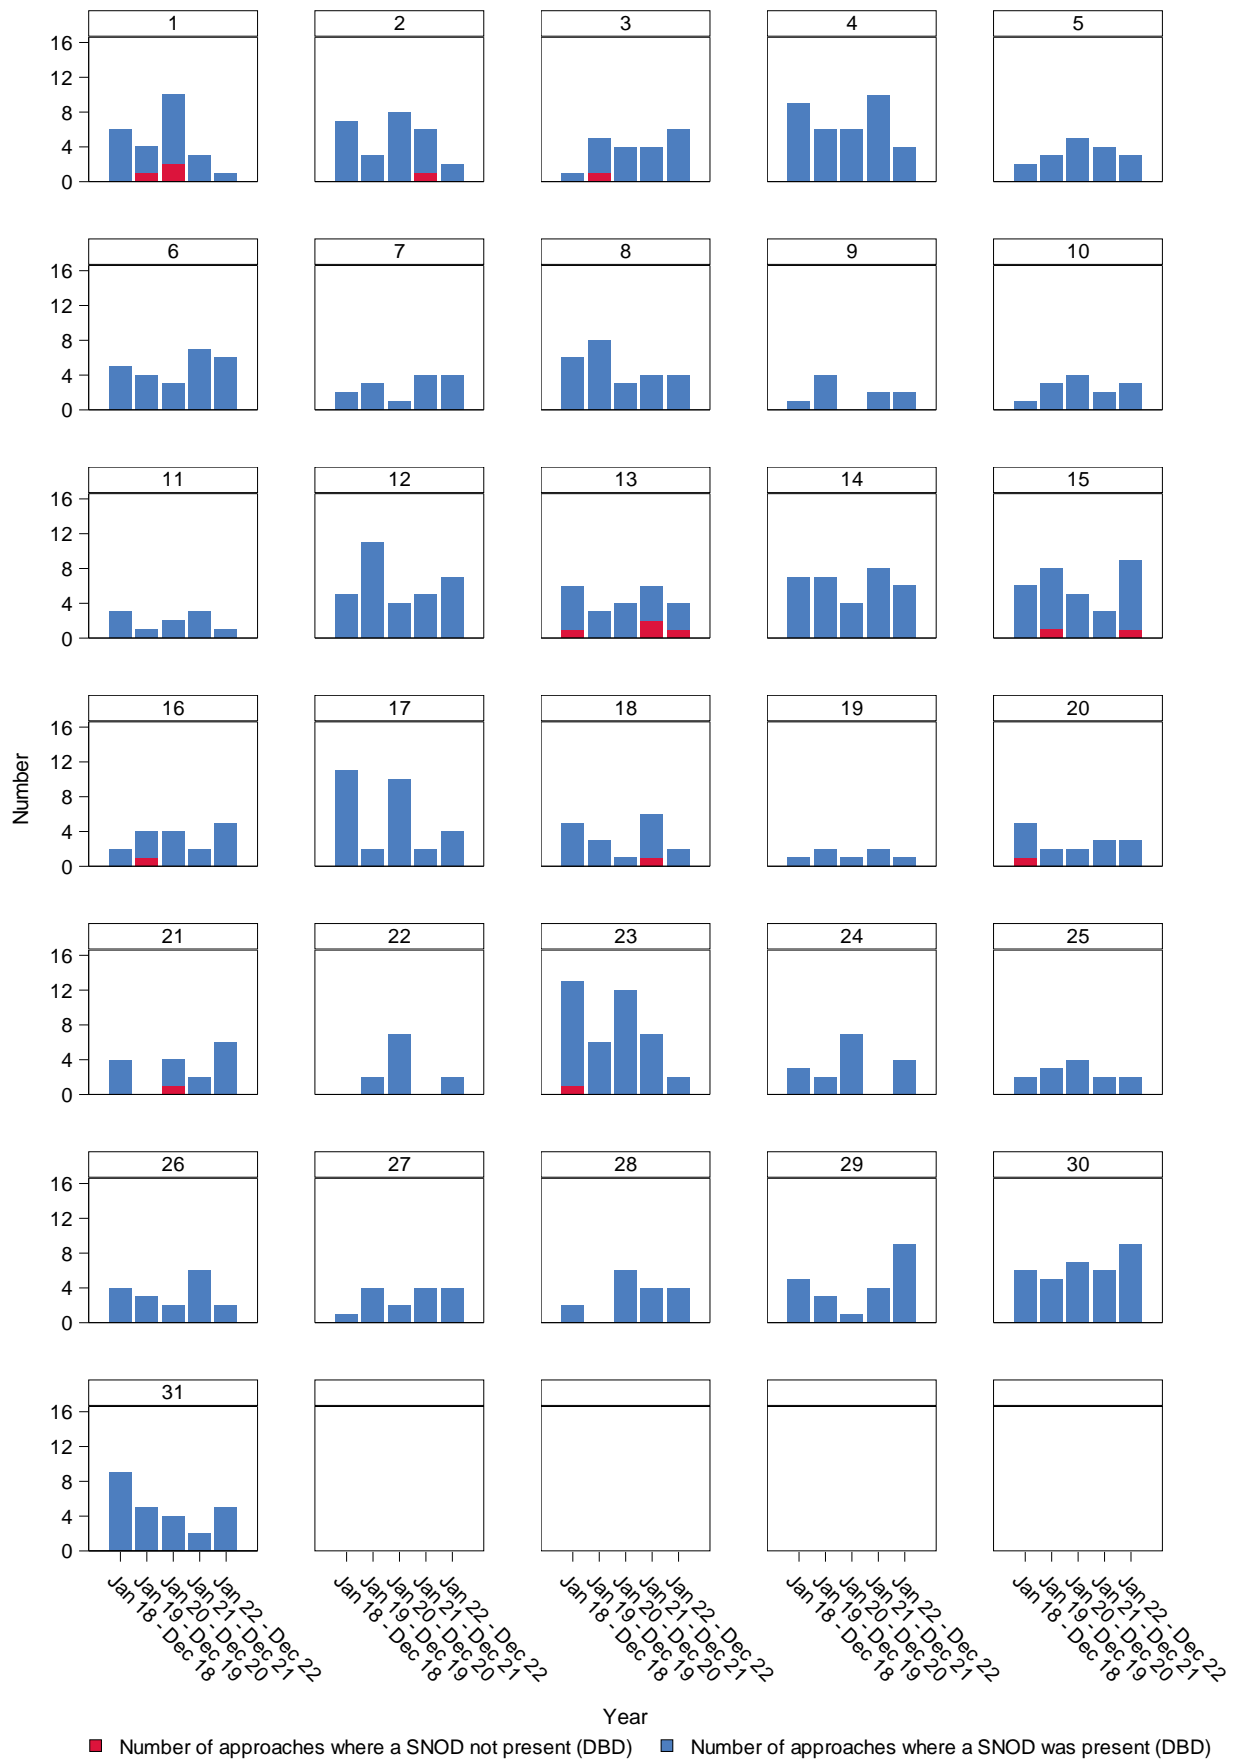 1 2 3 4 5
16
12
8
4
0
6 7 8 9 10
16
12
8
4
0
11 12 13 14 15
16
12
8
4
0
16 17 18 19 20
16
12
8
4
0
21 22 23 24 25
16
12
8
4
0
26 27 28 29 30
16
12
8
4
0
31
16
12
8
4
0
Number
Jan 18 - Dec 18
Jan 19 - Dec 19
Jan 20 - Dec 20
Jan 21 - Dec 21
Jan 22 - Dec 22
Jan 18 - Dec 18
Jan 19 - Dec 19
Jan 20 - Dec 20
Jan 21 - Dec 21
Jan 22 - Dec 22
Jan 18 - Dec 18
Jan 19 - Dec 19
Jan 20 - Dec 20
Jan 21 - Dec 21
Jan 22 - Dec 22
Jan 18 - Dec 18
Jan 19 - Dec 19
Jan 20 - Dec 20
Jan 21 - Dec 21
Jan 22 - Dec 22
Jan 18 - Dec 18
Jan 19 - Dec 19
Jan 20 - Dec 20
Jan 21 - Dec 21
Jan 22 - Dec 22
Year
Number of approaches where a SNOD not present (DBD) Number of approaches where a SNOD was present (DBD)